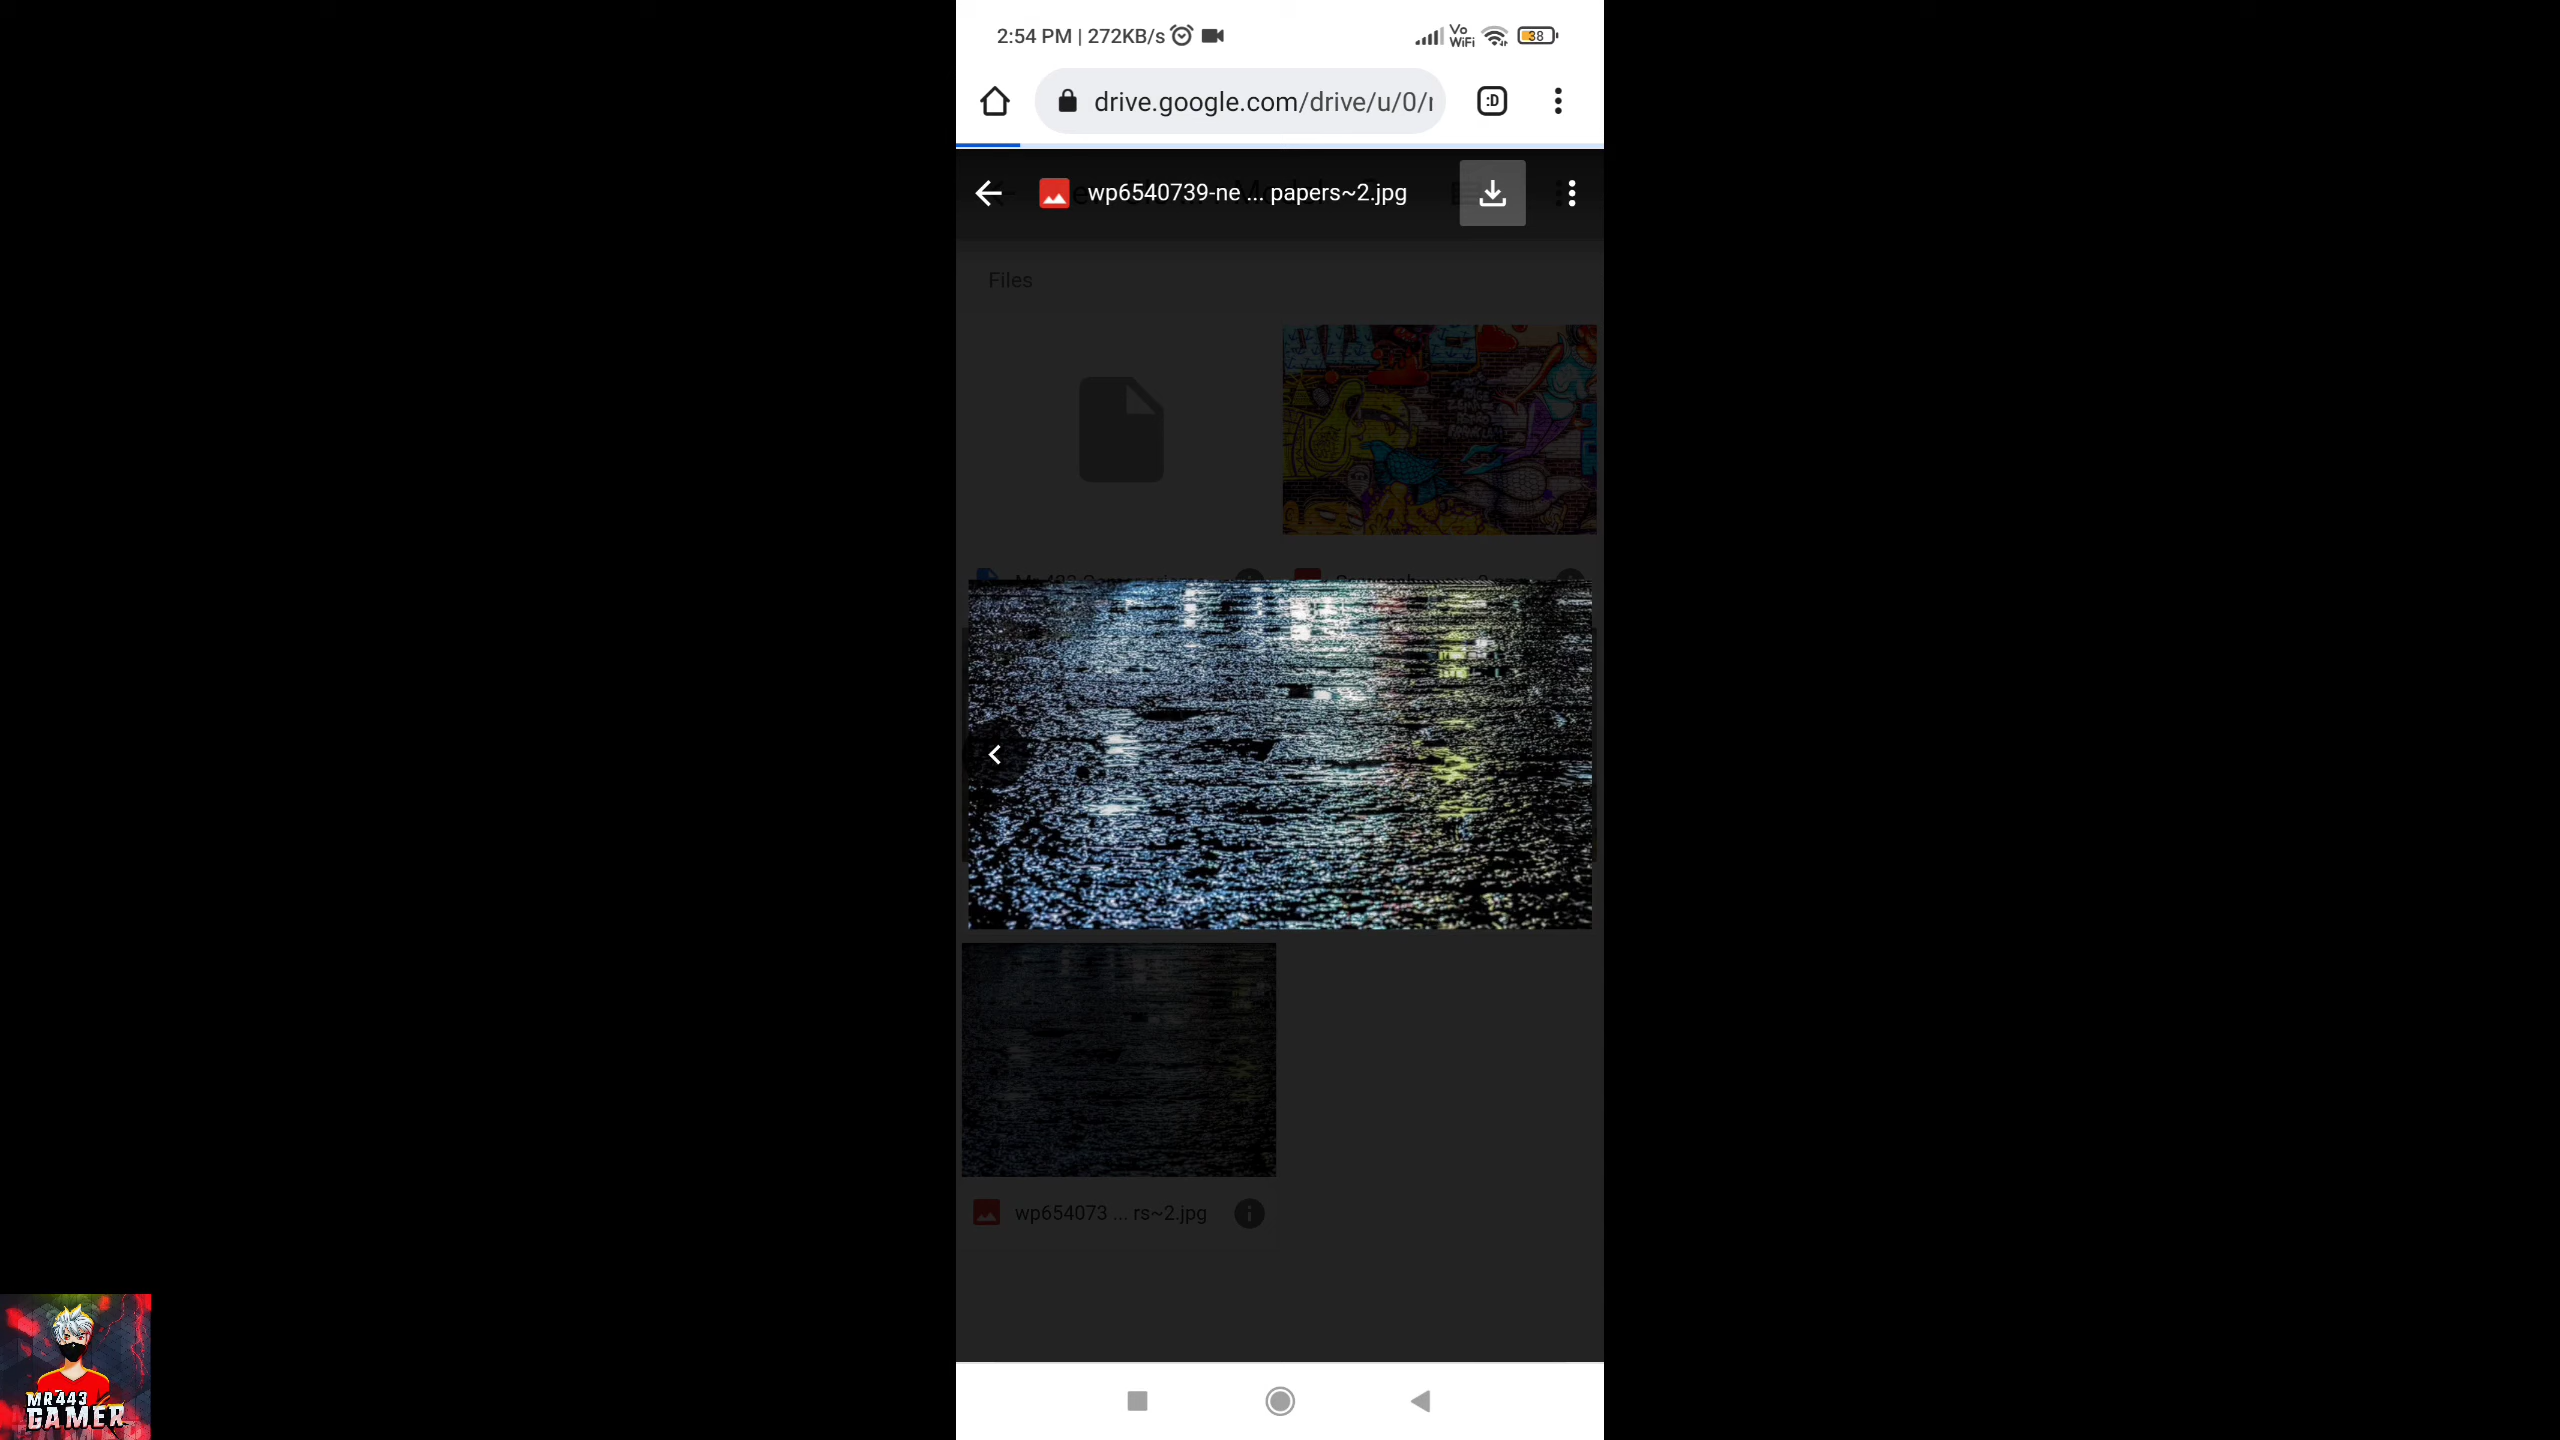 2:54 PM | 272KB/s
Vo
WiFi
38
drive.google.com/drive/u/0/
:D
wp6540739-ne ... papers~2.jpg
Files
wp654073 ... rs~2.jpg
MR443
GAMER